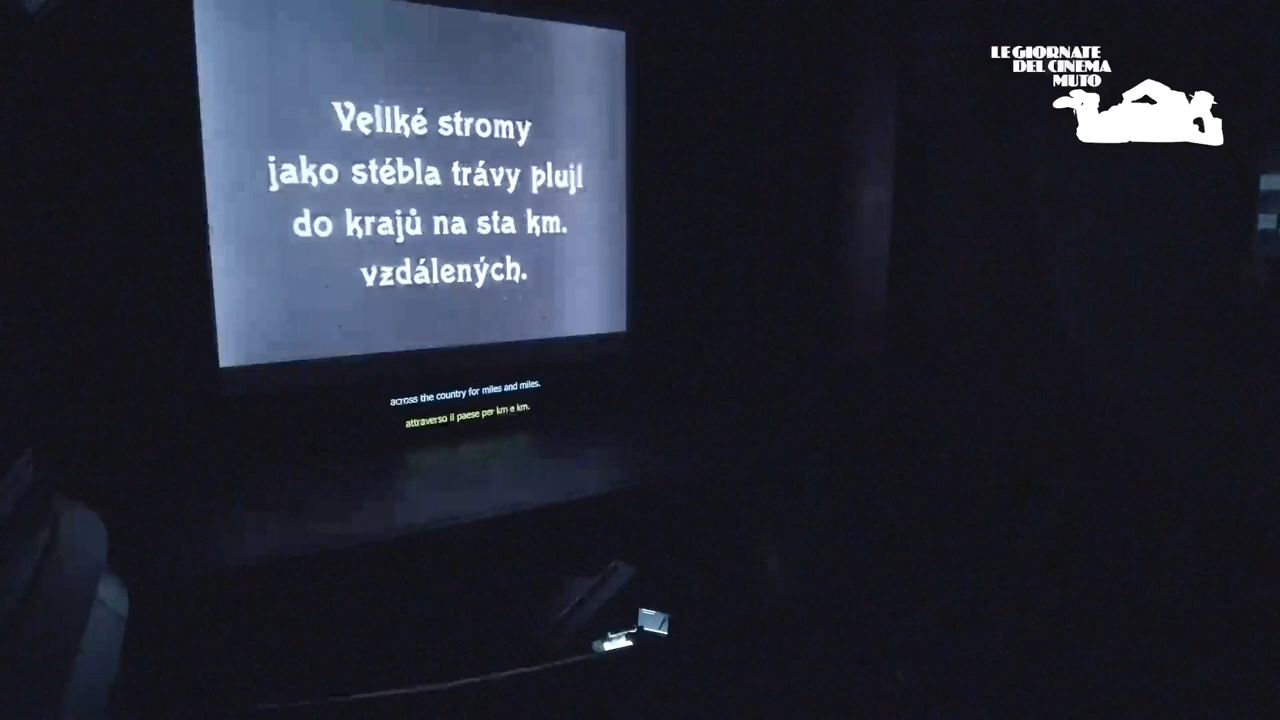 VelIké stromy
jako stébla trávy plujI
do krajů na sta km.
vzdálených.
across the country for miles and miles.
attraverso il paese per km e km.
LE GIORNATE
DEL CINEMA
MUTO